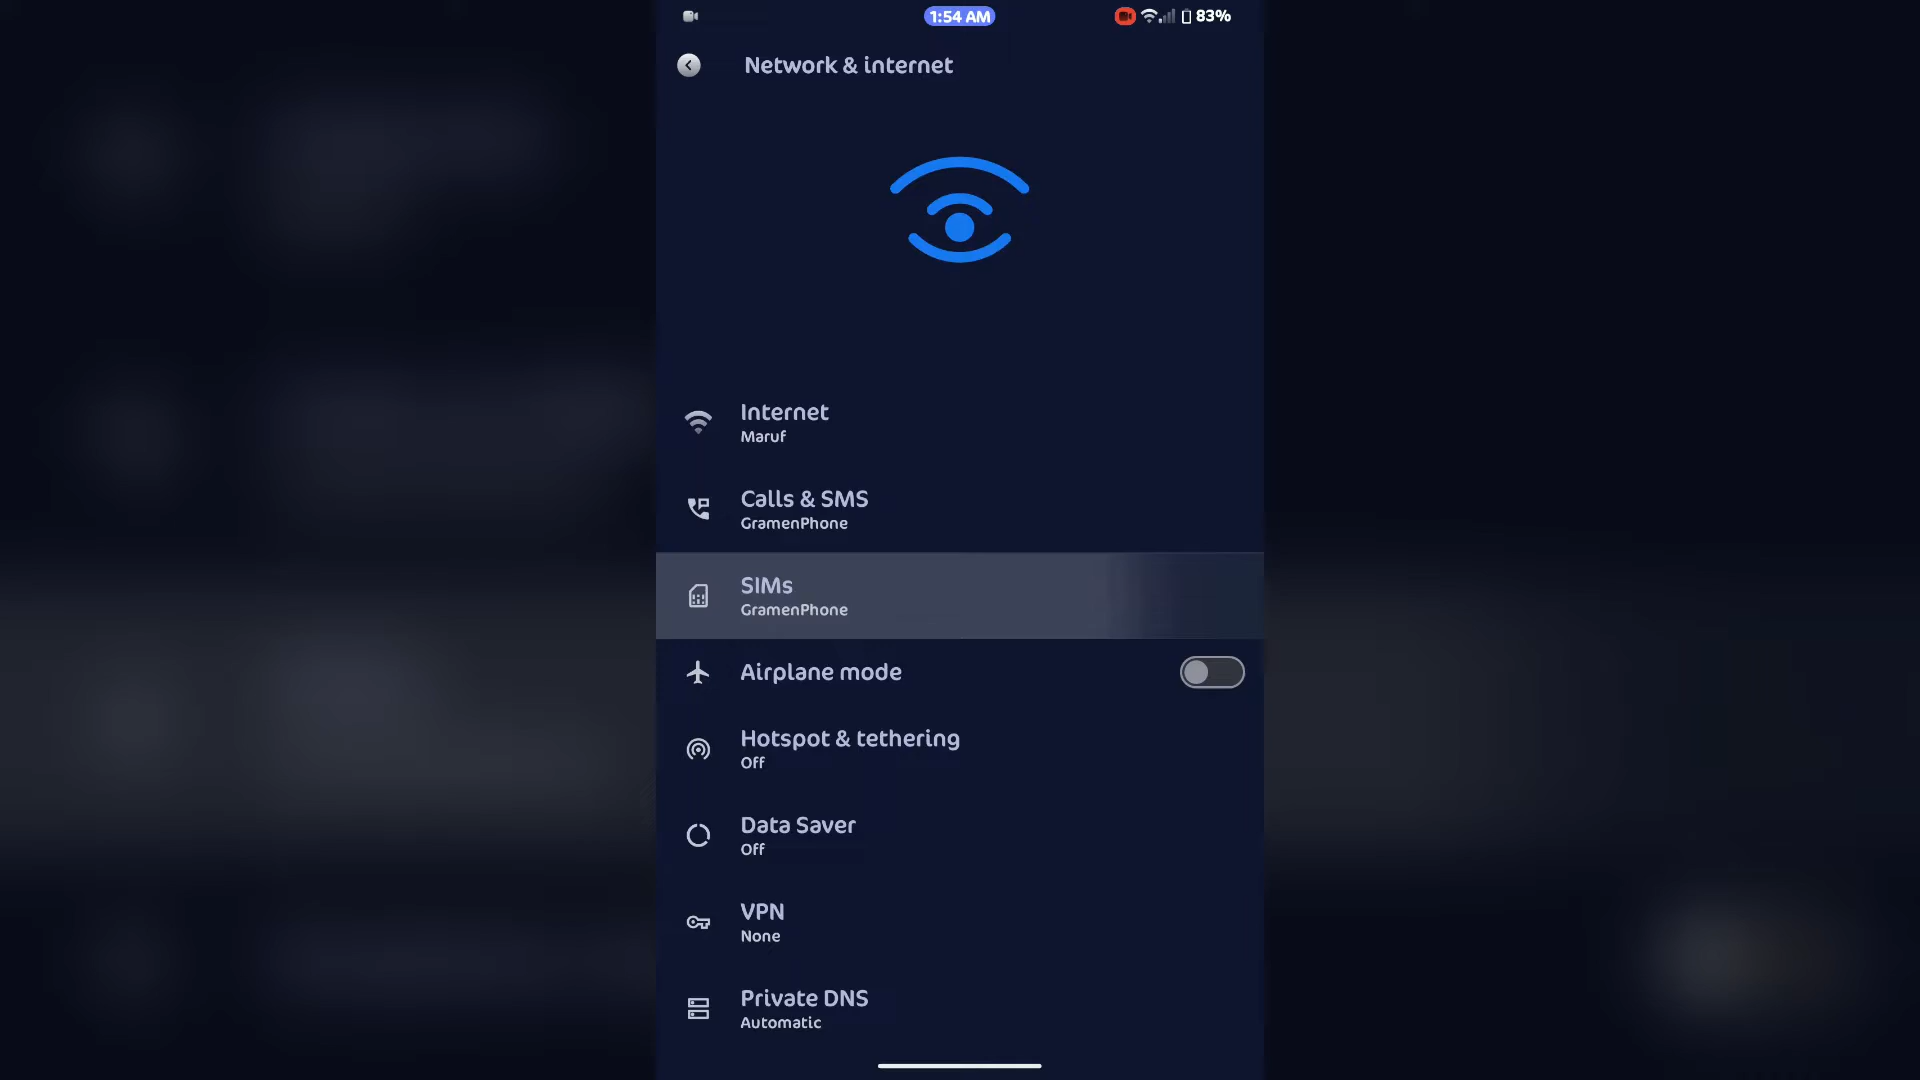 1:54 AM
83%
Network & internet
Internet
Maruf
Calls & SMS
GramenPhone
SIMs
GramenPhone
Airplane mode
Hotspot & tethering
Off
Data Saver
Off
VPN
None
Private DNS
Automatic